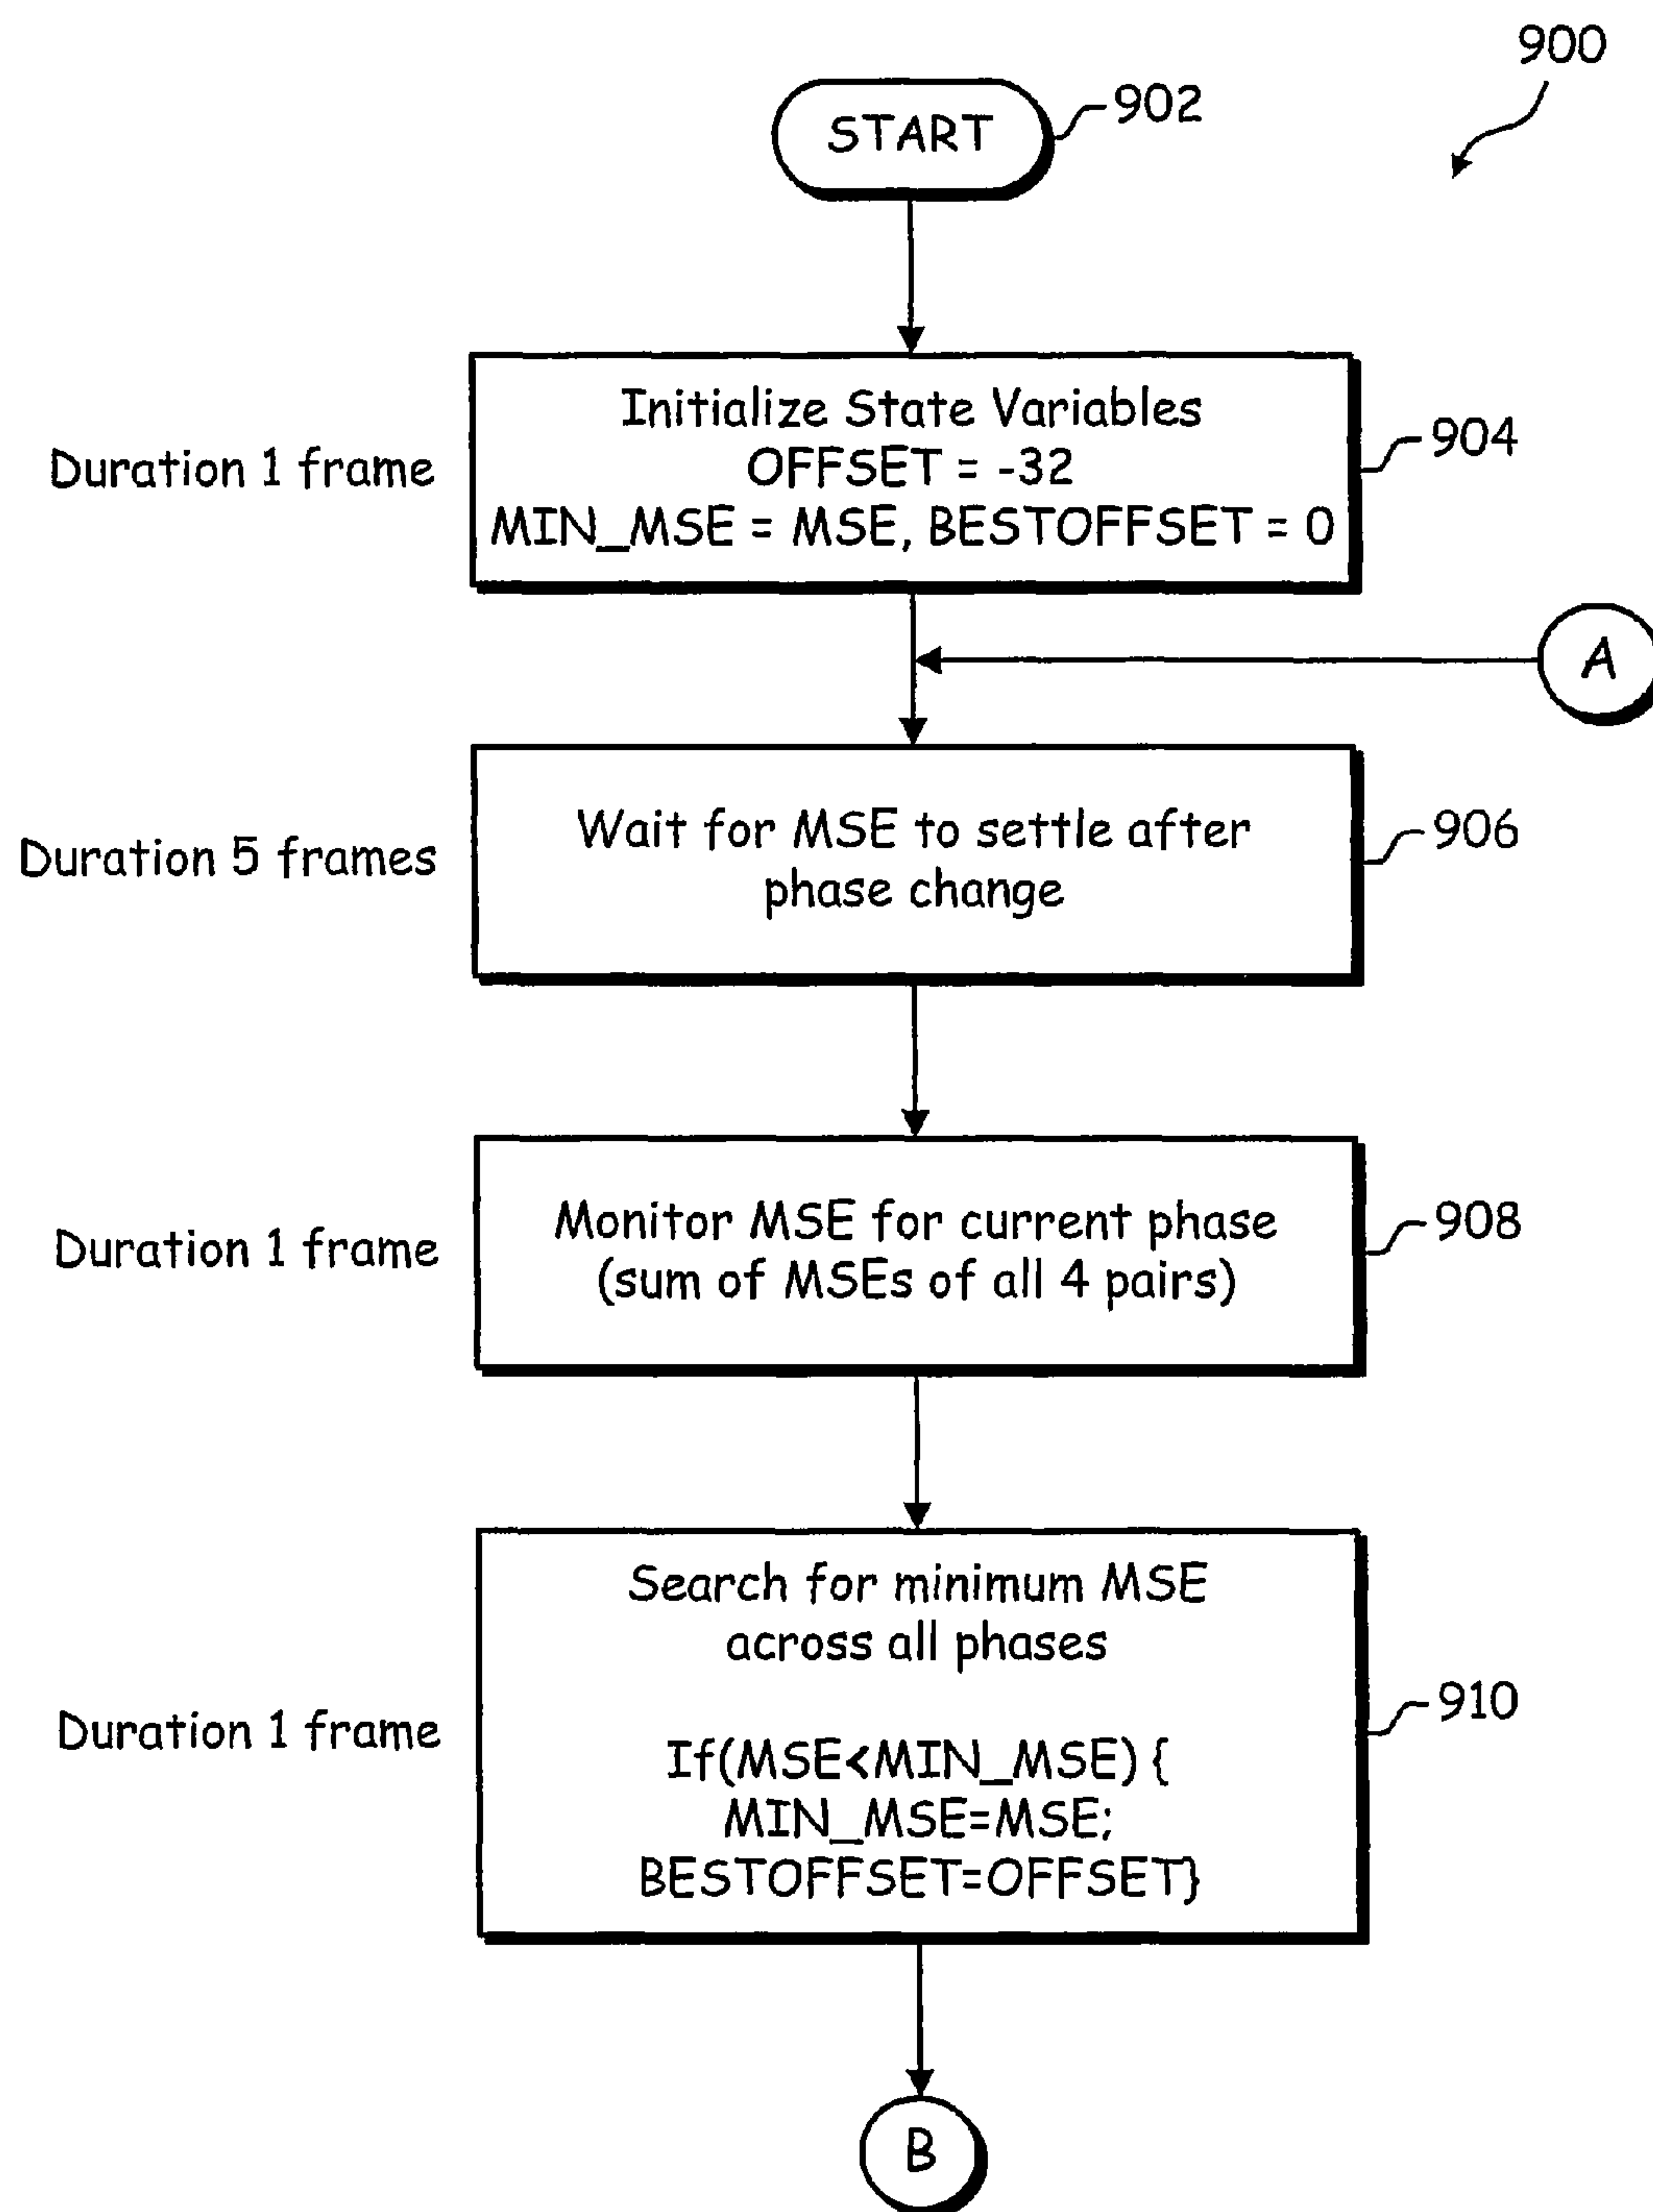 900
START
902
Initialize State Variables
OFFSET = -32
MIN_MSE = MSE, BESTOFFSET = 0
904
Duration 1 frame
A
Wait for MSE to settle after
phase change
906
Duration 5 frames
Monitor MSE for current phase
(sum of MSEs of all 4 pairs)
908
Duration 1 frame
Search for minimum MSE
across all phases
If(MSE<MIN_MSE) {
MIN_MSE=MSE;
BESTOFFSET=OFFSET}
910
Duration 1 frame
B